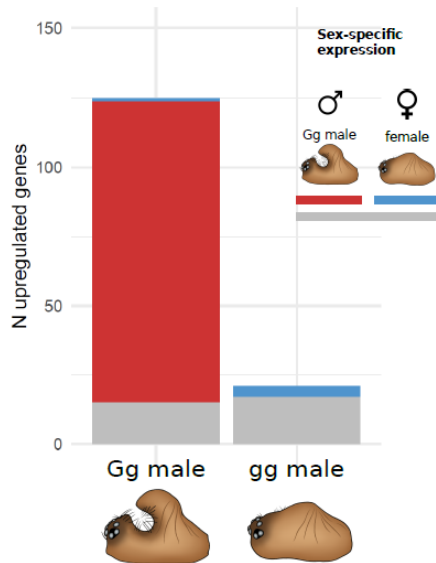 150
Sex-specific
expression
♂ ♀
Gg male female
100
50
0
N upregulated genes
Gg male gg male